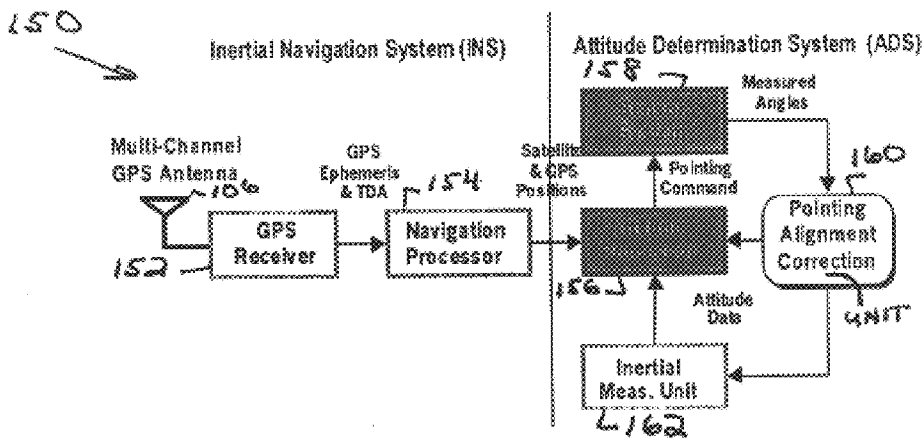 150
Inertial Navigation System (INS)
Attitude Determination System (ADS)
158
Measured
Angles
Multi-Channel
GPS Antenna
106
GPS
Ephemeris
& TDA
154
Satellite
& GPS
Positions
Pointing
Command
160
GPS
Receiver
152
Navigation
Processor
Pointing
Alignment
Correction
UNIT
156
Attitude
Data
Inertial
Meas. Unit
162